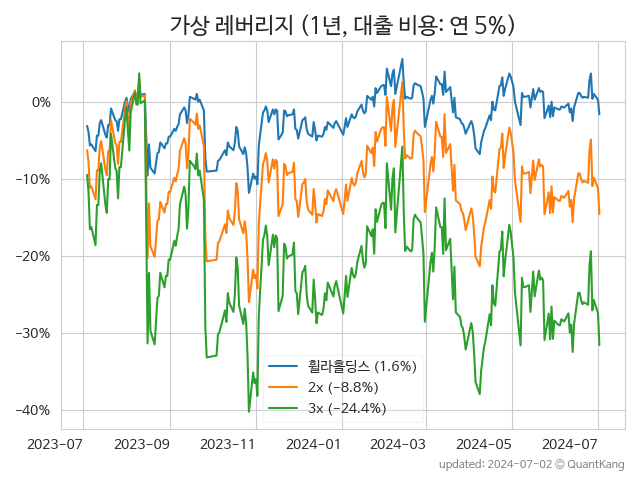 가상 레버리지 (1년, 대출 비용: 연 5%)
0%
−10%
−20%
−30%
−40%
휠라홀딩스 (1.6%)
2x (−8.8%)
3x (−24.4%)
2023-07 2023-09 2023-11 2024-01 2024-03 2024-05 2024-07
updated: 2024-07-02 © QuantKang